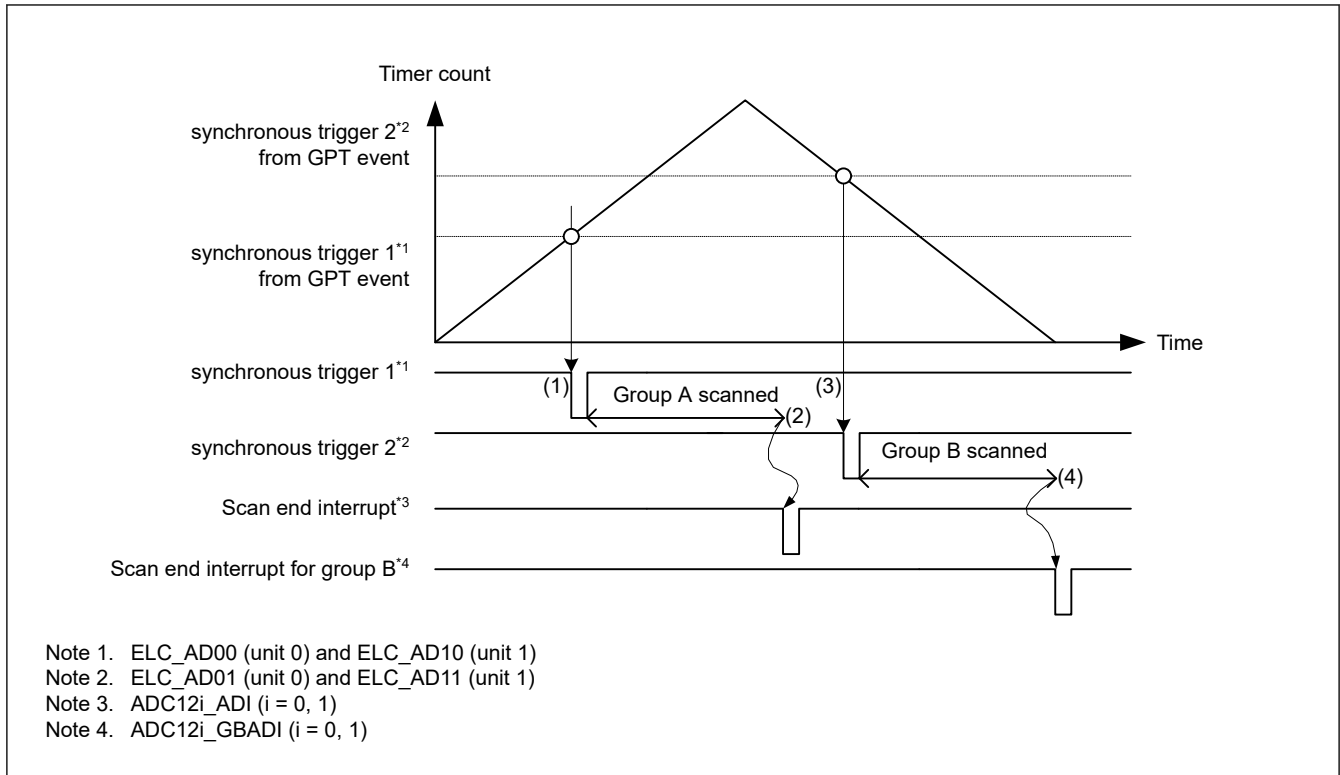 Timer count
synchronous trigger 2*2
from GPT event
synchronous trigger 1*1
from GPT event
Time
synchronous trigger 1*1
(1)
Group A scanned
(2)
(3)
synchronous trigger 2*2
Group B scanned
(4)
Scan end interrupt*3
Scan end interrupt for group B*4
Note 1. ELC_AD00 (unit 0) and ELC_AD10 (unit 1)
Note 2. ELC_AD01 (unit 0) and ELC_AD11 (unit 1)
Note 3. ADC12i_ADI (i = 0, 1)
Note 4. ADC12i_GBADI (i = 0, 1)